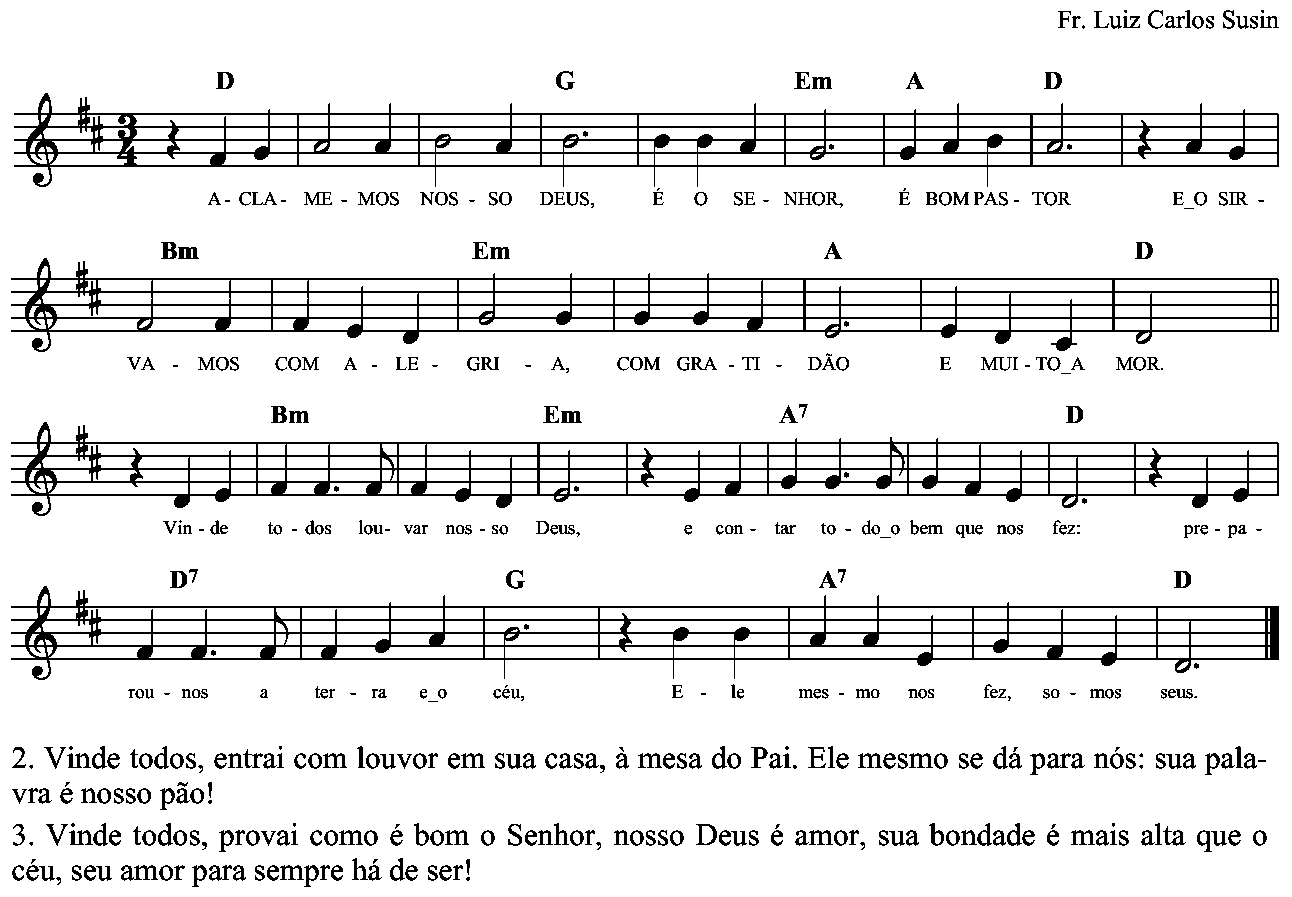 Fr. Luiz Carlos Susin
D G Em A D
3
4
A - CLA - ME - MOS NOS - SO DEUS, É O SE - NHOR, É BOM PAS - TOR E_O SIR -
Bm Em A D
VA - MOS COM A - LE - GRI - A, COM GRA - TI - DÃO E MUI - TO_A MOR.
Bm Em A7 D
Vin - de to - dos lou - var nos - so Deus, e con - tar to - do_o bem que nos fez: pre - pa -
D7 G A7 D
rou - nos a ter - ra e_o céu, E - le mes - mo nos fez, so - mos seus.
2. Vinde todos, entrai com louvor em sua casa, à mesa do Pai. Ele mesmo se dá para nós: sua pala-
vra é nosso pão!
3. Vinde todos, provai como é bom o Senhor, nosso Deus é amor, sua bondade é mais alta que o
céu, seu amor para sempre há de ser!